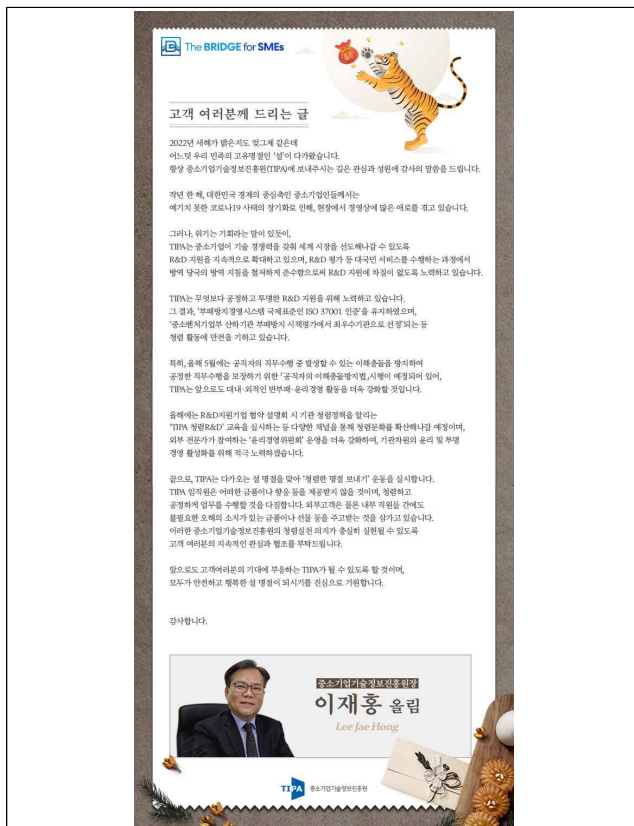 The BRIDGE for SMEs
고객 여러분께 드리는 글
2022년 새해가 밝은지도 엊그제 같은데
어느덧 우리 민족의 고유명절인 '설'이 다가왔습니다.
항상 중소기업기술정보진흥원(TIPA)에 보내주시는 깊은 관심과 성원에 감사의 말씀을 드립니다.
작년 한 해, 대한민국 경제의 중심축인 중소기업인들께서는
예기치 못한 코로나19 사태의 장기화로 인해, 현장에서 경영상에 많은 애로를 겪고 있습니다.
그러나, 위기는 기회라는 말이 있듯이,
TIPA는 중소기업이 기술 경쟁력을 갖춰 세계 시장을 선도해나갈 수 있도록
R&D 지원을 지속적으로 확대하고 있으며, R&D 평가 등 대국민 서비스를 수행하는 과정에서
방역 당국의 방역 지침을 철저하게 준수함으로써 R&D 지원에 차질이 없도록 노력하고 있습니다.
TIPA는 무엇보다 공정하고 투명한 R&D 지원을 위해 노력하고 있습니다.
그 결과, '부패방지경영시스템 국제표준인 ISO 37001 인증'을 유지하였으며,
'중소벤처기업부 산하기관 부패방지 시책평가에서 최우수기관으로 선정'되는 등
청렴 활동에 만전을 기하고 있습니다.
특히, 올해 5월에는 공직자의 직무수행 중 발생할 수 있는 이해충돌을 방지하여
공정한 직무수행을 보장하기 위한 「공직자의 이해충돌방지법」시행이 예정되어 있어,
TIPA는 앞으로도 대내·외적인 반부패·윤리경영 활동을 더욱 강화할 것입니다.
올해에는 R&D지원기업 협약 설명회 시 기관 청렴정책을 알리는
'TIPA 청렴R&D' 교육을 실시하는 등 다양한 채널을 통해 청렴문화를 확산해나갈 예정이며,
외부 전문가가 참여하는 '윤리경영위원회' 운영을 더욱 강화하여, 기관차원의 윤리 및 투명
경영 활성화를 위해 적극 노력하겠습니다.
끝으로, TIPA는 다가오는 설 명절을 맞아 '청렴한 명절 보내기' 운동을 실시합니다.
TIPA 임직원은 어떠한 금품이나 향응 등을 제공받지 않을 것이며, 청렴하고
공정하게 업무를 수행할 것을 다짐합니다. 외부고객은 물론 내부 직원들 간에도
불필요한 오해의 소지가 있는 금품이나 선물 등을 주고받는 것을 삼가고 있습니다.
이러한 중소기업기술정보진흥원의 청렴실천 의지가 충실히 실현될 수 있도록
고객 여러분의 지속적인 관심과 협조를 부탁드립니다.
앞으로도 고객여러분의 기대에 부응하는 TIPA가 될 수 있도록 할 것이며,
모두가 안전하고 행복한 설 명절이 되시기를 진심으로 기원합니다.
감사합니다.
중소기업기술정보진흥원장
이재홍 올림
Lee Jae Hong
TIPA 중소기업기술정보진흥원